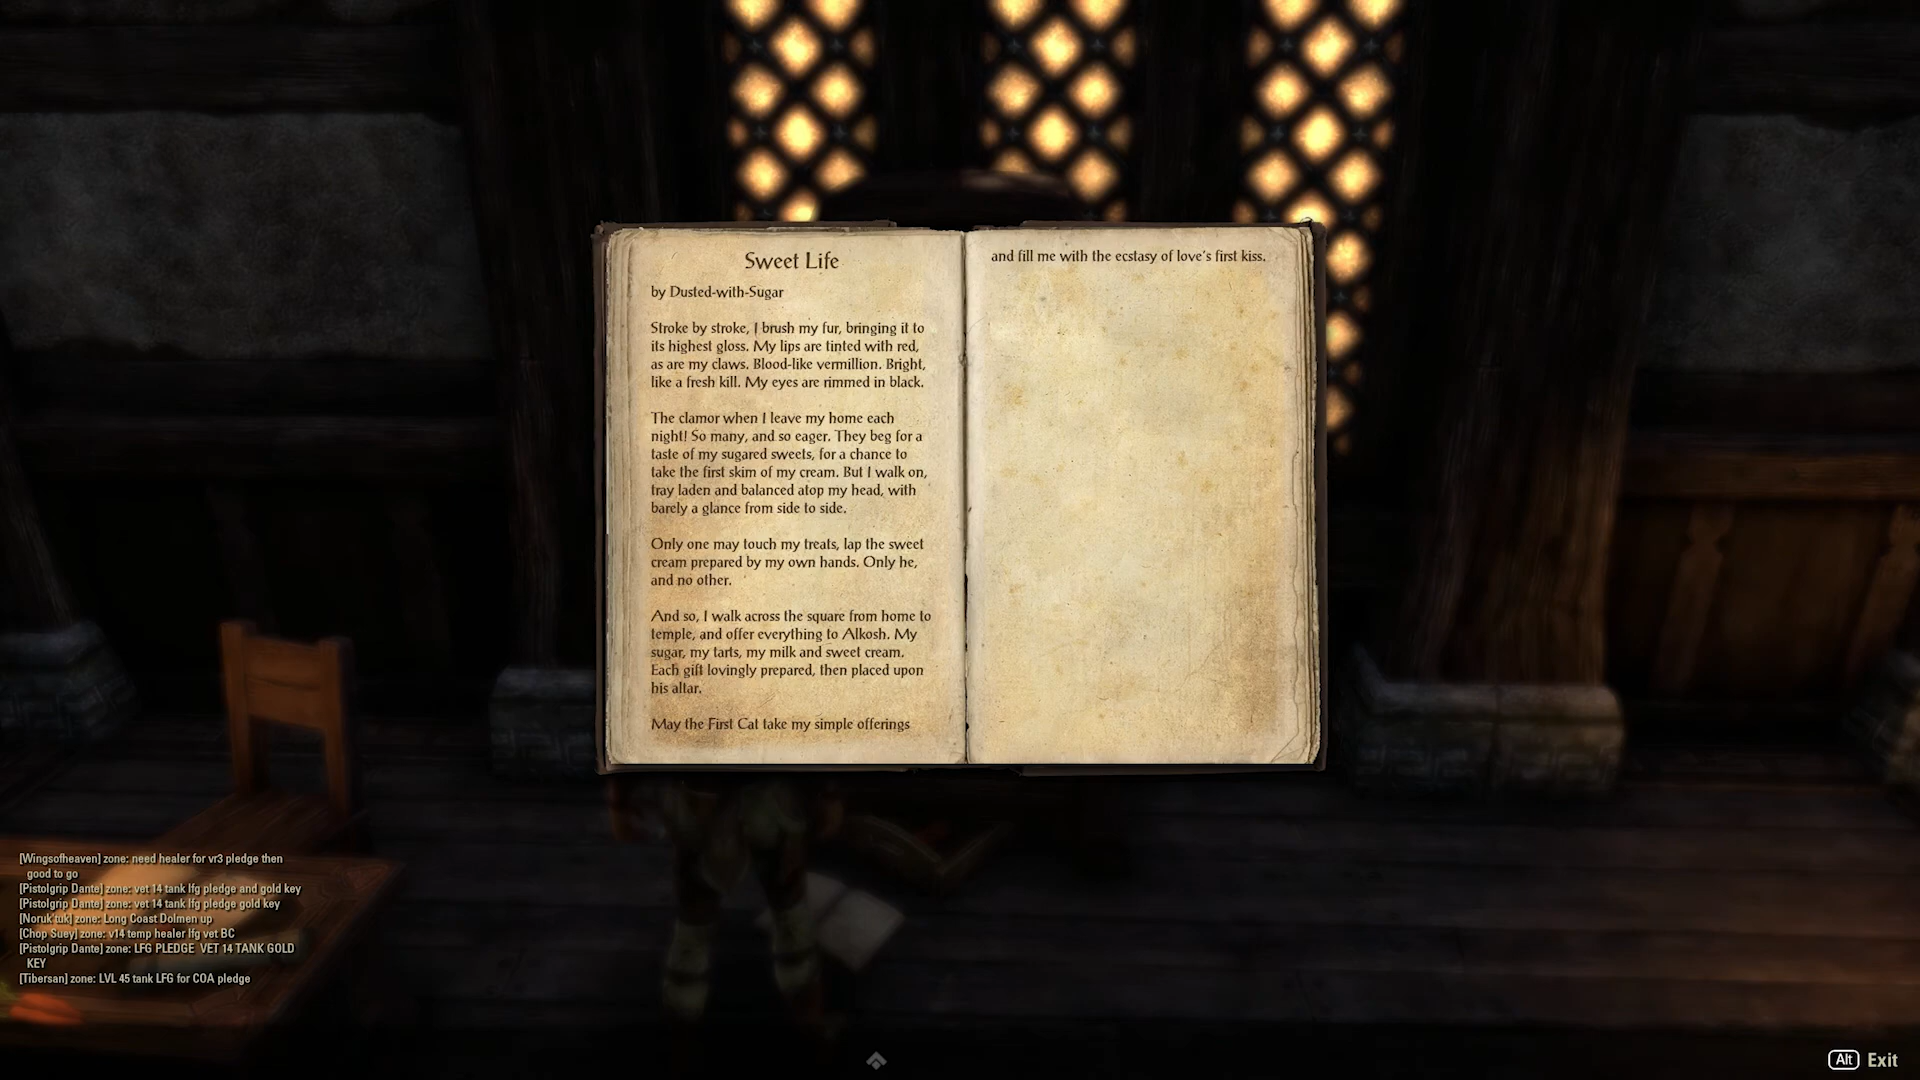 Sweet Life
by Dusted-with-Sugar
Stroke by stroke, I brush my fur, bringing it to
its highest gloss. My lips are tinted with red,
as are my claws. Blood-like vermillion. Bright,
like a fresh kill. My eyes are rimmed in black.
The clamor when I leave my home each
night! So many, and so eager. They beg for a
taste of my sugared sweets, for a chance to
take the first skim of my cream. But I walk on,
tray laden and balanced atop my head, with
barely a glance from side to side.
Only one may touch my treats, lap the sweet
cream prepared by my own hands. Only he,
and no other.
And so, I walk across the square from home to
temple, and offer everything to Alkosh. My
sugar, my tarts, my milk and sweet cream.
Each gift lovingly prepared, then placed upon
his altar.
May the First Cat take my simple offerings
and fill me with the ecstasy of love's first kiss.
[Wingsofheaven] zone: need healer for vr3 pledge then
good to go
[Pistolgrip Dante] zone: vet 14 tank lfg pledge and gold key
[Pistolgrip Dante] zone: vet 14 tank lfg pledge gold key
[Noruk'tuk] zone: Long Coast Dolmen up
[Chop Suey] zone: v14 temp healer lfg vet BC
[Pistolgrip Dante] zone: LFG PLEDGE  VET 14 TANK GOLD
KEY
[Tibersan] zone: LVL 45 tank LFG for COA pledge
Alt Exit